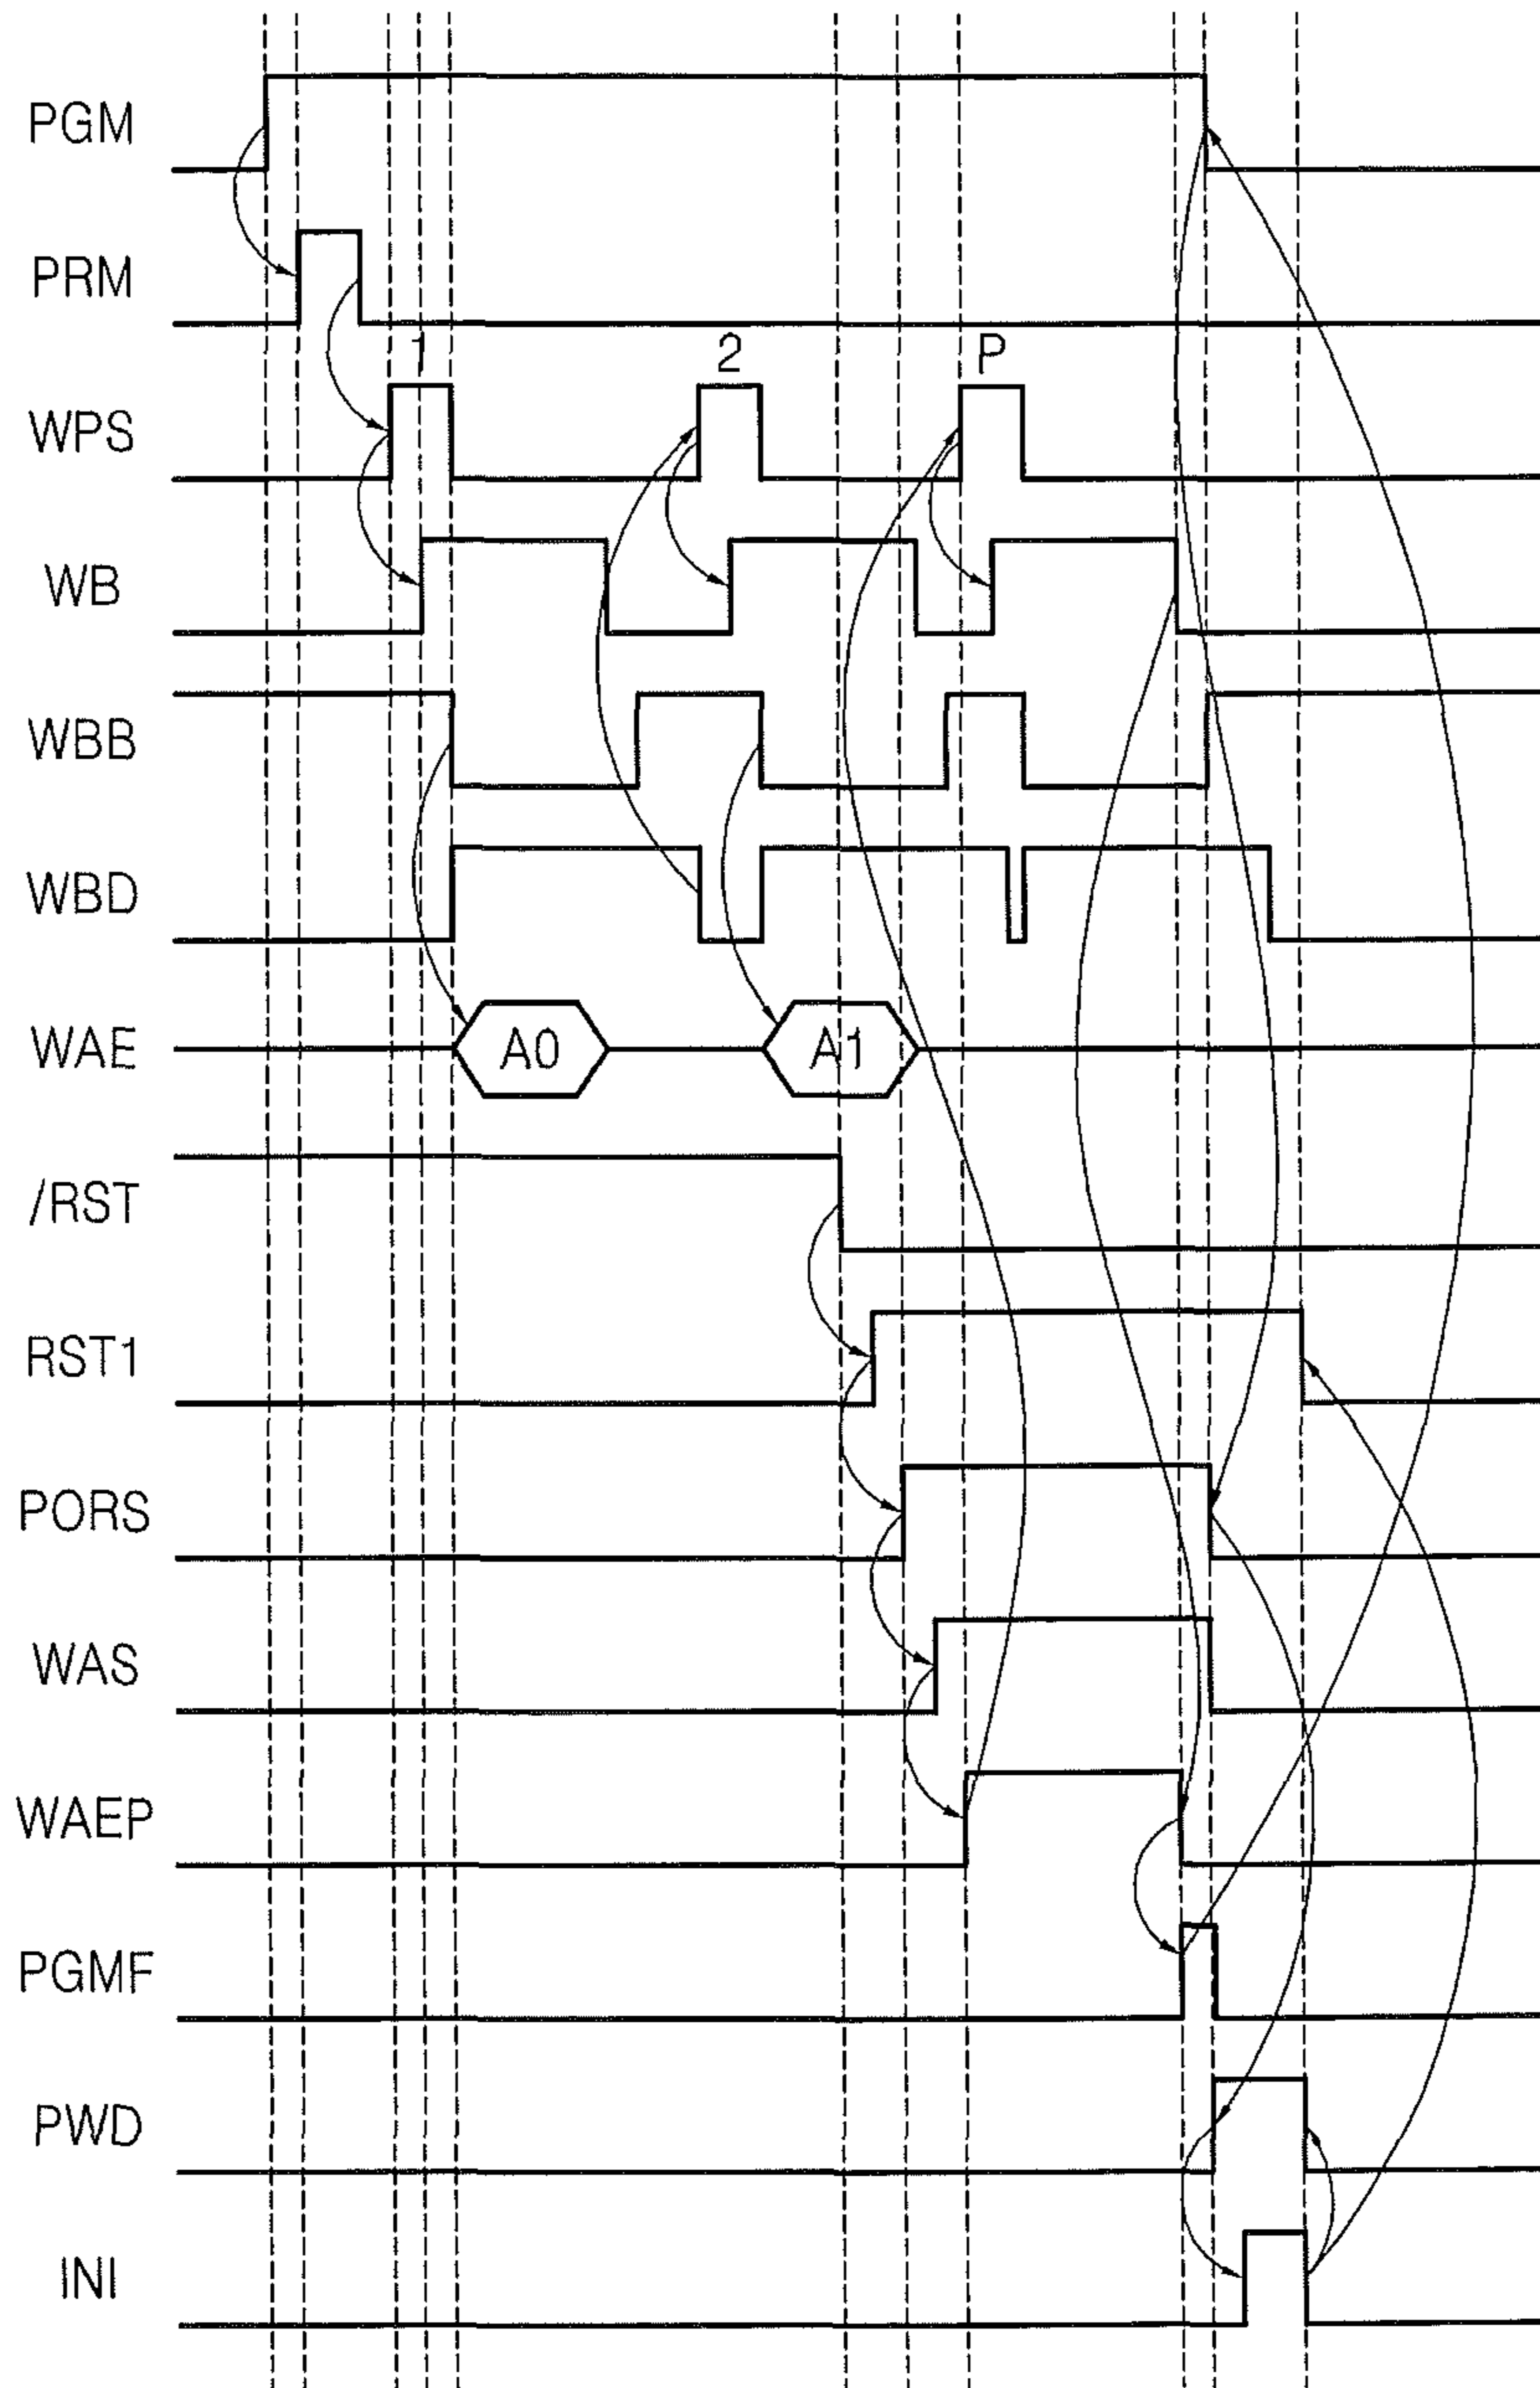 PGM
PRM
1 2 P
WPS
WB
WBB
WBD
WAE A0 A1
/RST
RST1
PORS
WAS
WAEP
PGMF
PWD
INI